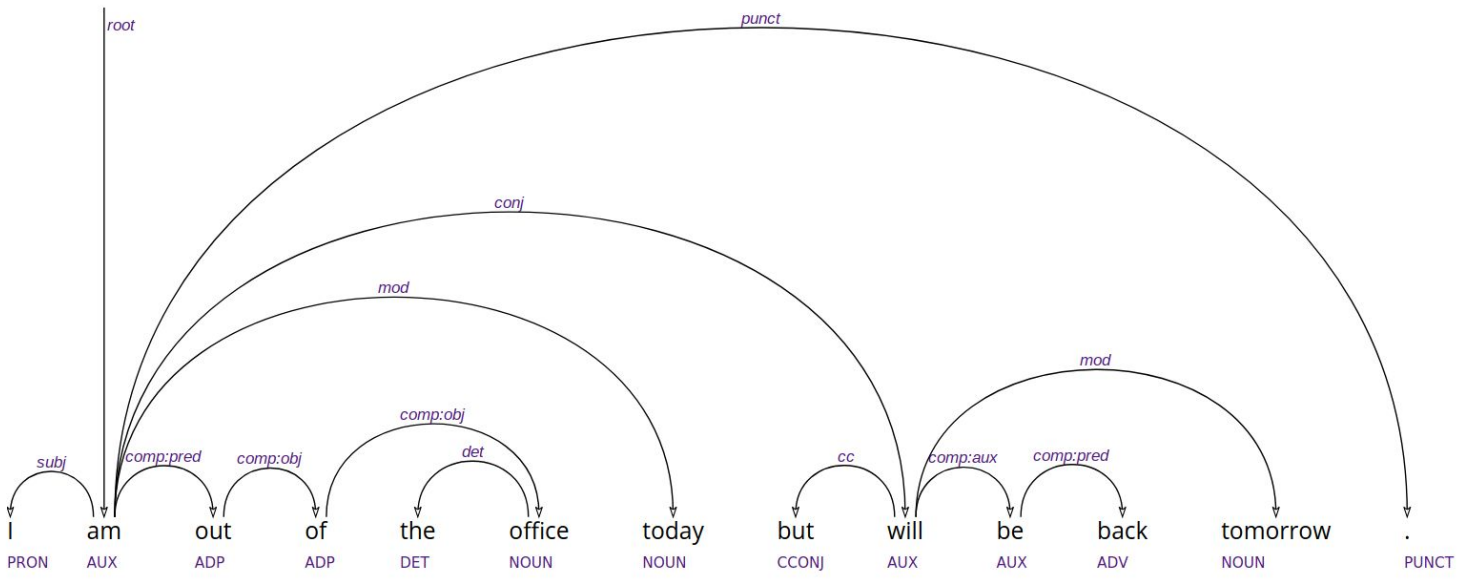 root
punct
conj
mod
mod
comp:obj
subj comp:pred comp:obj det cc comp:aux comp:pred
I am out of the office today but will be back tomorrow .
PRON AUX ADP ADP DET NOUN NOUN CCONJ AUX AUX ADV NOUN PUNCT